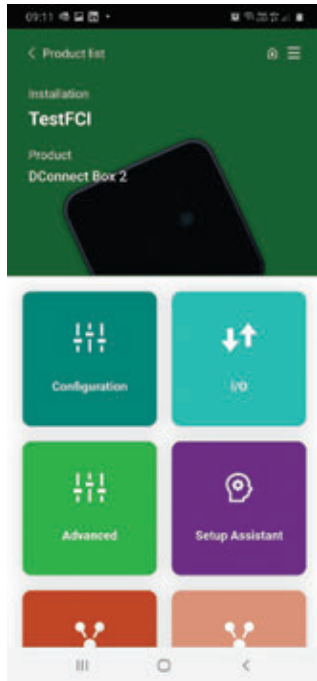 09:11
Product list
Installation
TestFCI
Product
DConnect Box 2
Configuration
I/O
Advanced
Setup Assistant